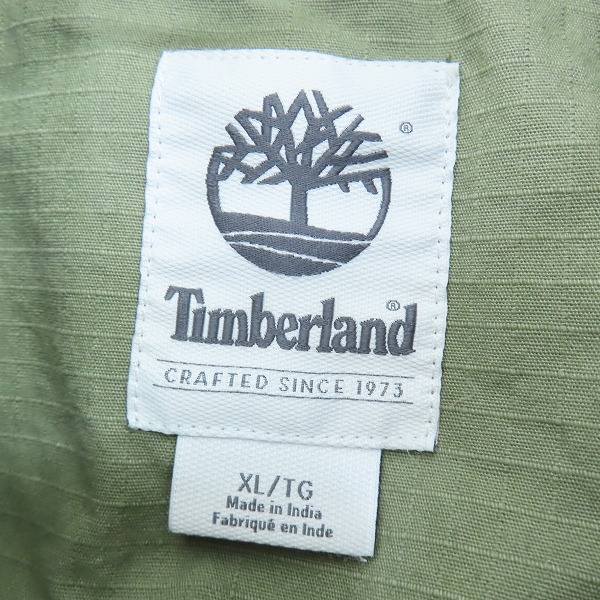 ®
Timberland®
CRAFTED SINCE 1973
XL/TG
Made in India
Fabriqué en Inde